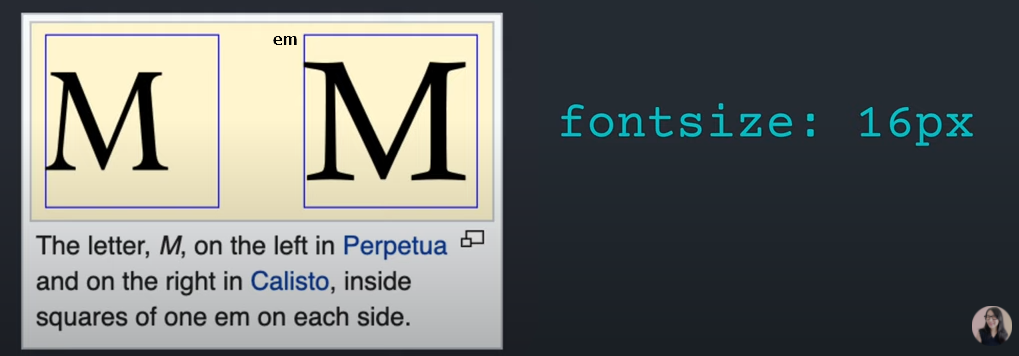 M
em
M
The letter, M, on the left in Perpetua
and on the right in Calisto, inside
squares of one em on each side.
fontsize: 16px